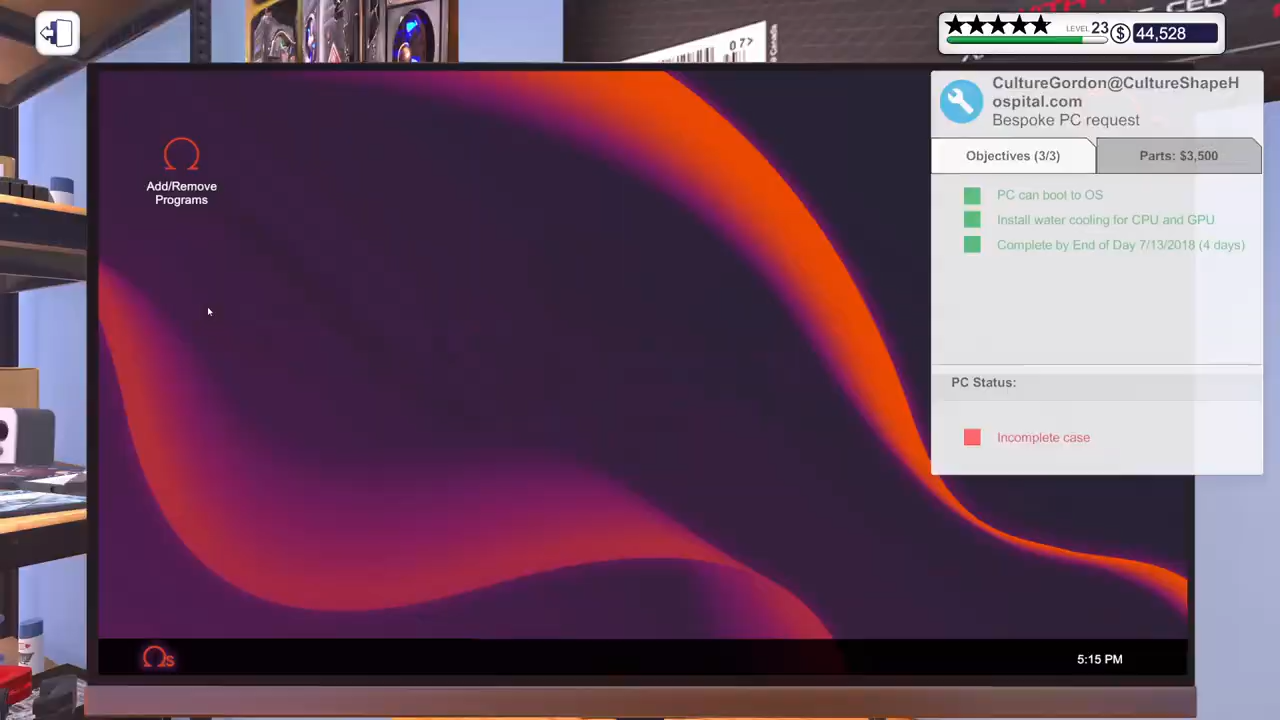 07>
LEVEL 23
$ 44,528
CultureGordon@CultureShapeH
ospital.com
Bespoke PC request
Objectives (3/3)
Parts: $3,500
PC can boot to OS
Install water cooling for CPU and GPU
Complete by End of Day 7/13/2018 (4 days)
PC Status:
Incomplete case
Add/Remove
Programs
Ωs
5:15 PM